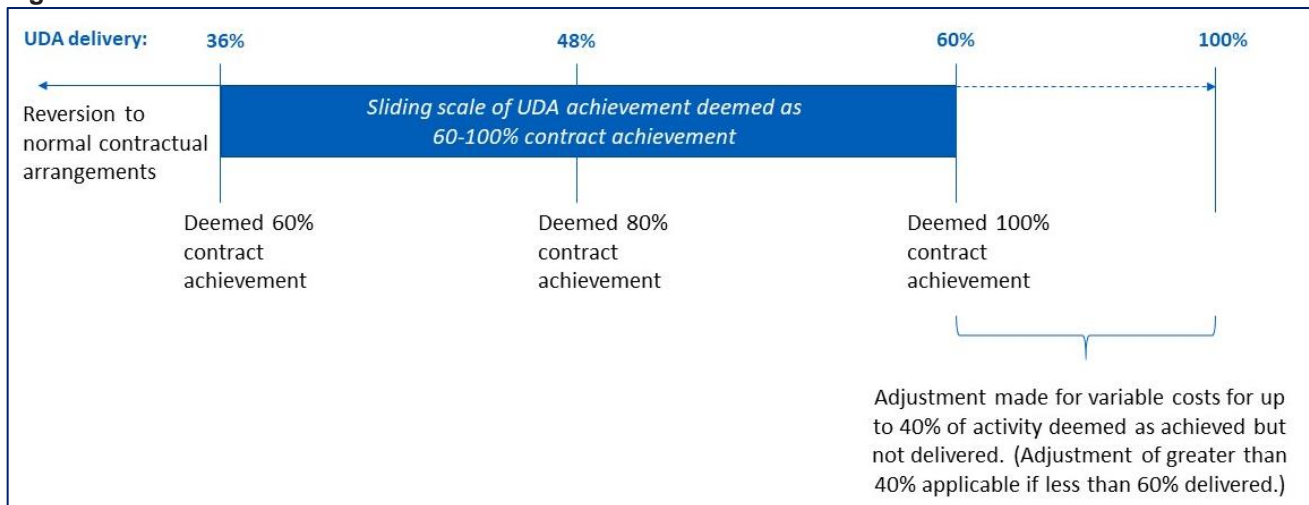 UDA delivery: 36% 48% 60% 100%
Reversion to
normal contractual
arrangements
Sliding scale of UDA achievement deemed as
60-100% contract achievement
Deemed 60%
contract
achievement
Deemed 80%
contract
achievement
Deemed 100%
contract
achievement
Adjustment made for variable costs for up
to 40% of activity deemed as achieved but
not delivered. (Adjustment of greater than
40% applicable if less than 60% delivered.)